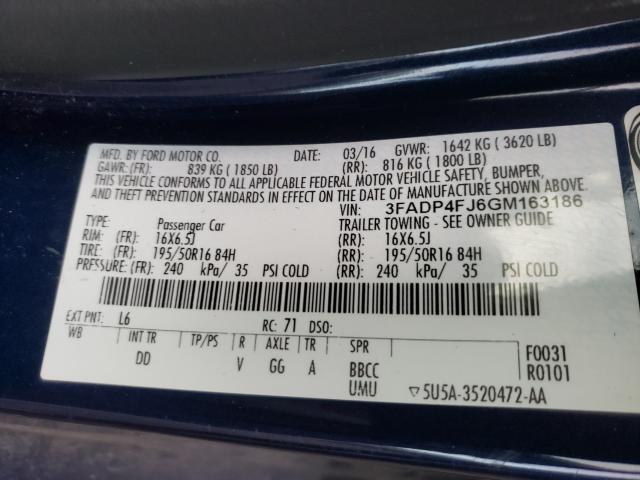 MFD. BY FORD MOTOR CO. DATE: 03/16 GVWR: 1642 KG ( 3620 LB)
GAWR: (FR): 839 KG ( 1850 LB) (RR): 816 KG ( 1800 LB)
THIS VEHICLE CONFORMS TO ALL APPLICABLE FEDERAL MOTOR VEHICLE SAFETY, BUMPER,
AND THEFT PREVENTION STANDARDS IN EFFECT ON THE DATE OF MANUFACTURE SHOWN ABOVE.
VIN: 3FADP4FJ6GM163186
TYPE: Passenger Car TRAILER TOWING - SEE OWNER GUIDE
RIM: (FR): 16X6.5J (RR): 16X6.5J
TIRE: (FR): 195/50R16 84H (RR): 195/50R16 84H
PRESSURE: (FR): 240 kPa/ 35 PSI COLD (RR): 240 kPa/ 35 PSI COLD
EXT PNT: L6 RC: 71 DSO:
WB INT TR TP/PS R AXLE TR SPR F0031
DD V GG A BBCC R0101
UMU ▽5U5A-3520472-AA